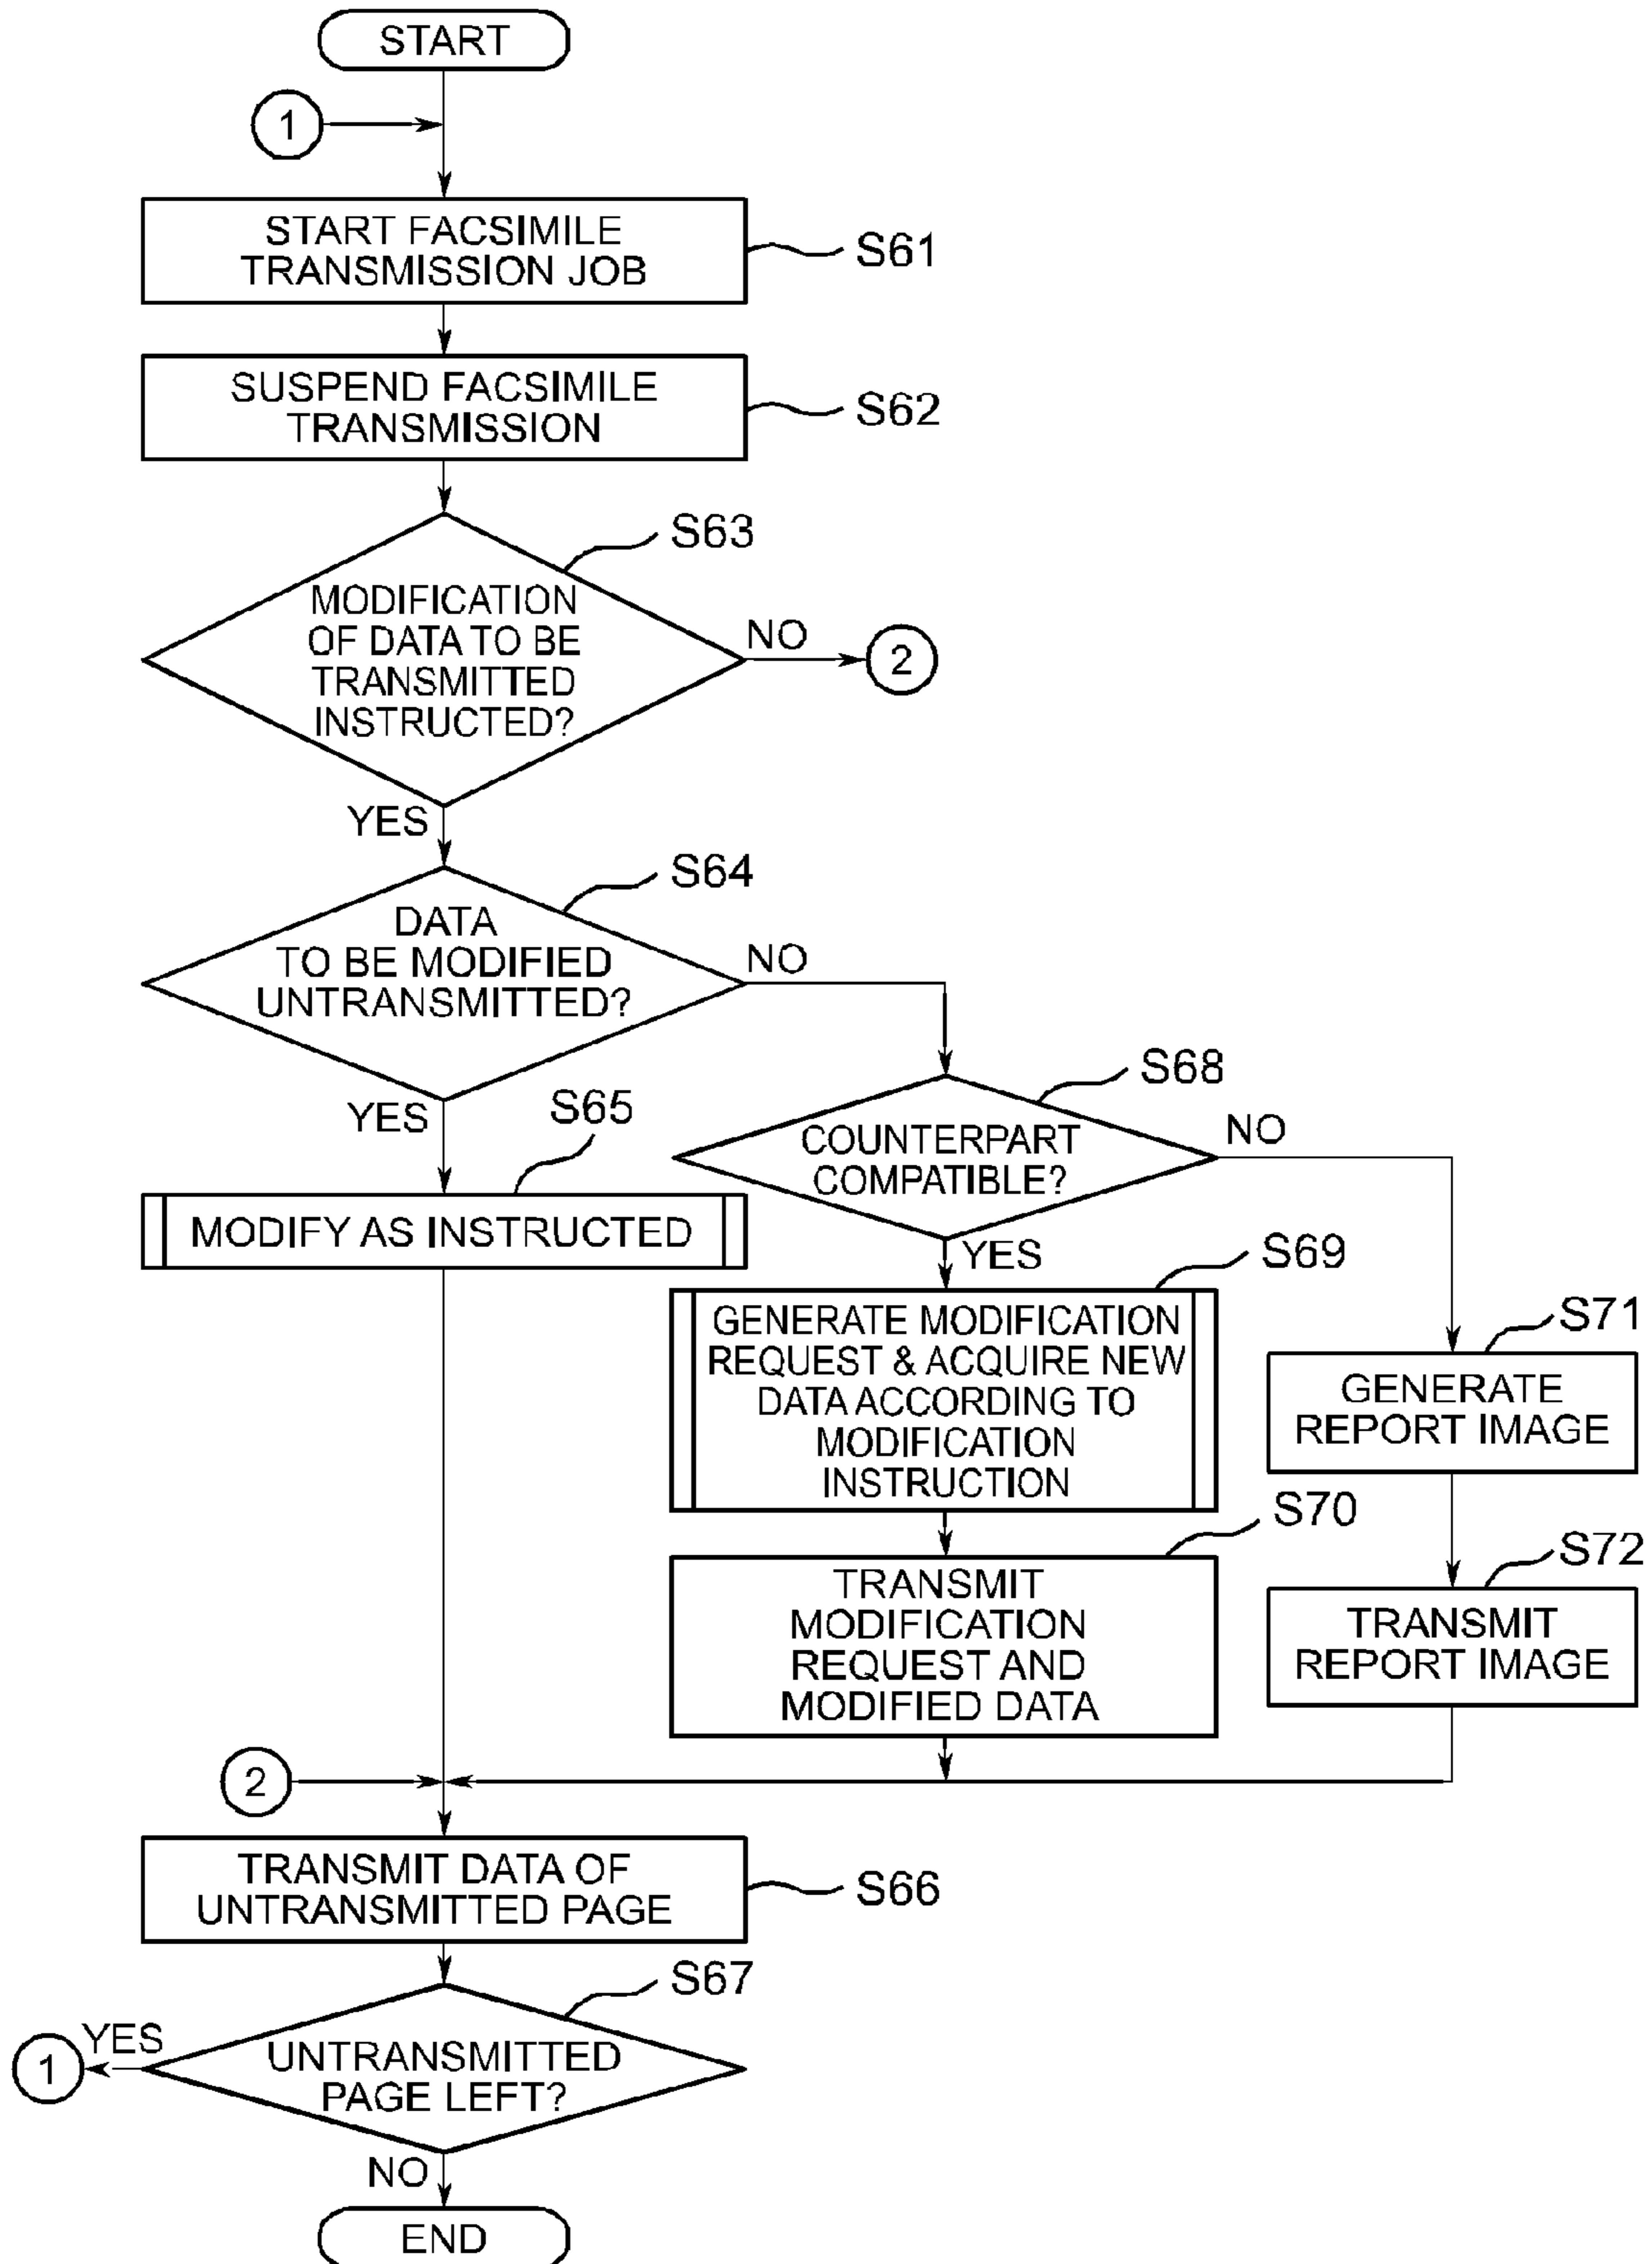 START
1
START FACSIMILE
TRANSMISSION JOB
S61
SUSPEND FACSIMILE
TRANSMISSION
S62
S63
MODIFICATION
OF DATA TO BE
TRANSMITTED
INSTRUCTED?
NO
2
YES
S64
DATA
TO BE MODIFIED
UNTRANSMITTED?
NO
YES
S65
MODIFY AS INSTRUCTED
S68
COUNTERPART
COMPATIBLE?
NO
YES
S69
GENERATE MODIFICATION
REQUEST & ACQUIRE NEW
DATA ACCORDING TO
MODIFICATION
INSTRUCTION
S71
GENERATE
REPORT IMAGE
S70
TRANSMIT
MODIFICATION
REQUEST AND
MODIFIED DATA
S72
TRANSMIT
REPORT IMAGE
2
TRANSMIT DATA OF
UNTRANSMITTED PAGE
S66
S67
UNTRANSMITTED
PAGE LEFT?
YES
1
NO
END